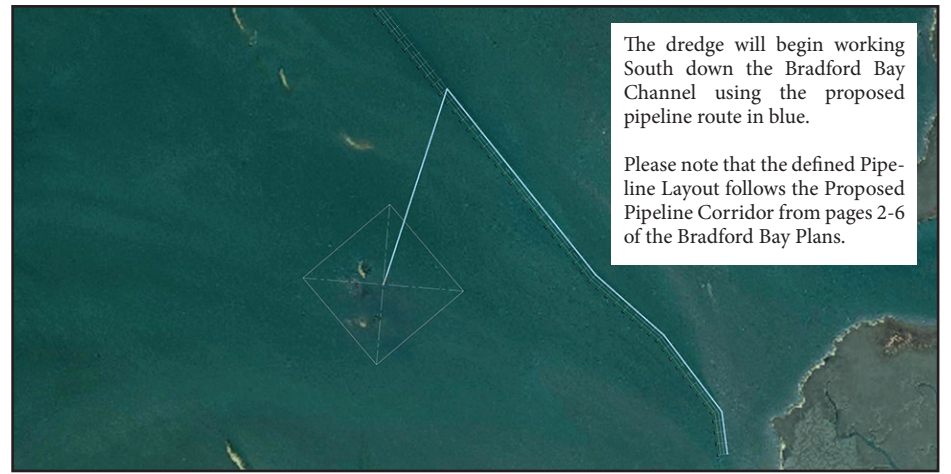 The dredge will begin working
South down the Bradford Bay
Channel using the proposed
pipeline route in blue.
Please note that the defined Pipe-
line Layout follows the Proposed
Pipeline Corridor from pages 2-6
of the Bradford Bay Plans.